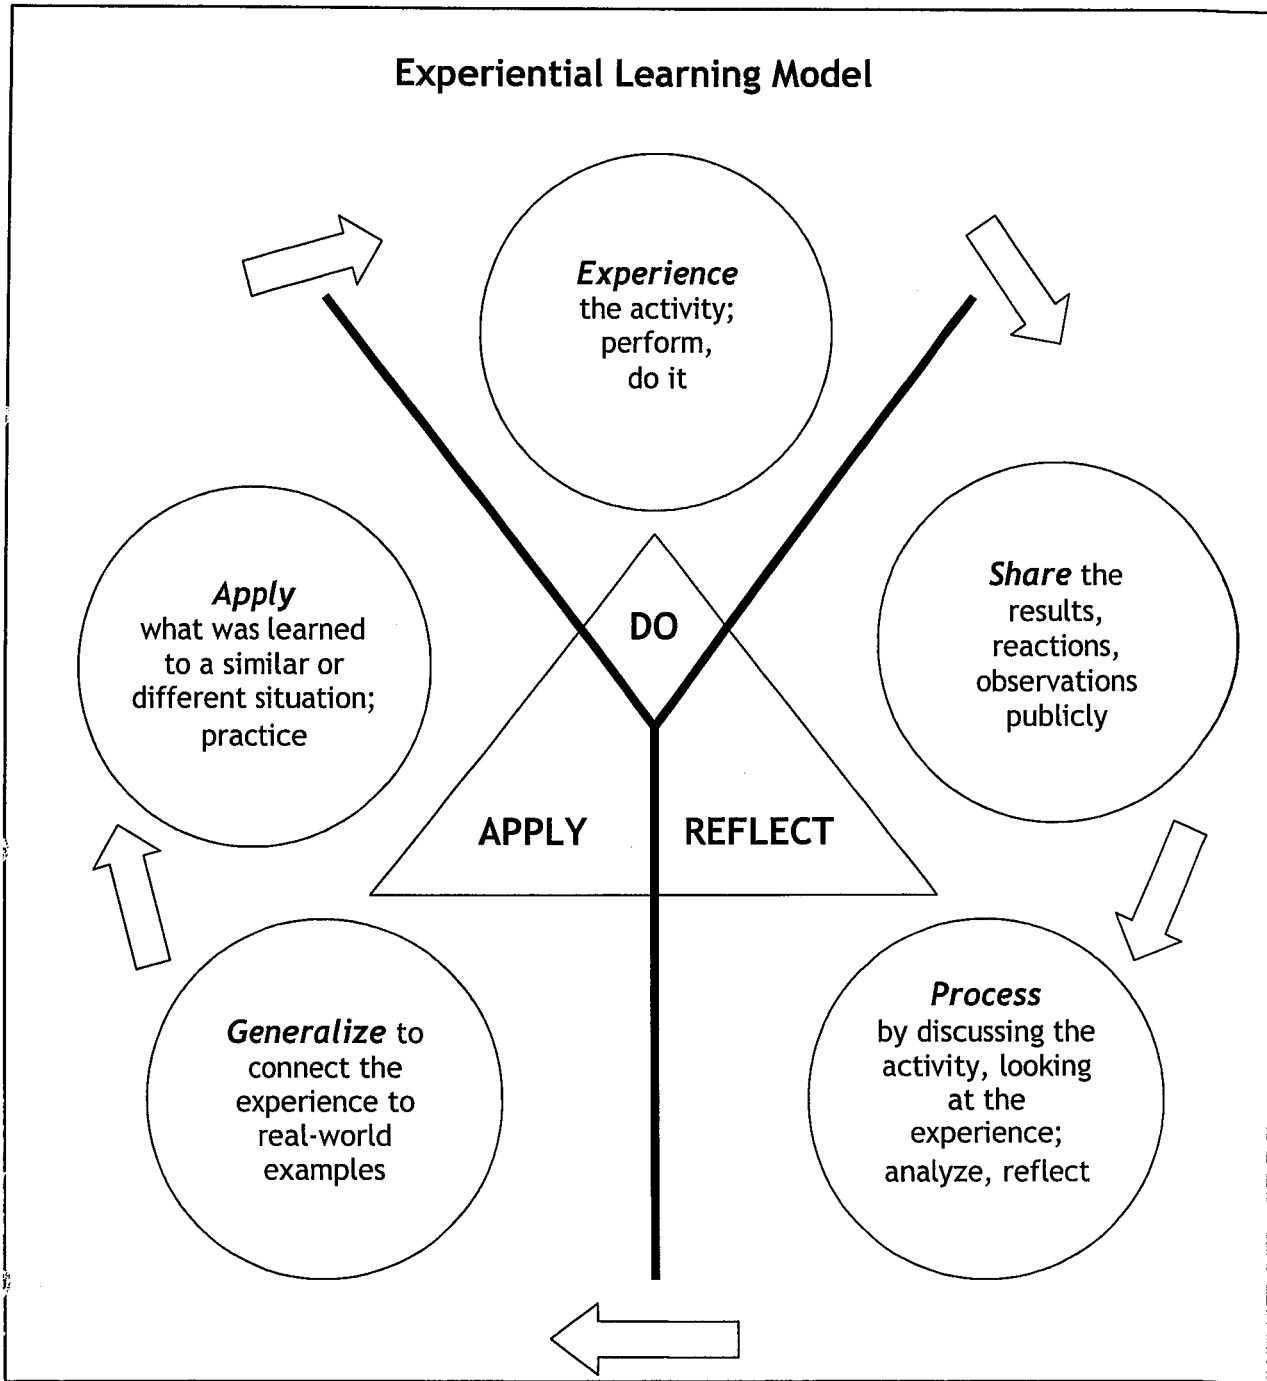 Experiential Learning Model
Experience
the activity;
perform,
do it
Share the
results,
reactions,
observations
publicly
Process
by discussing the
activity, looking
at the
experience;
analyze, reflect
Generalize to
connect the
experience to
real-world
examples
Apply
what was learned
to a similar or
different situation;
practice
DO
APPLY
REFLECT